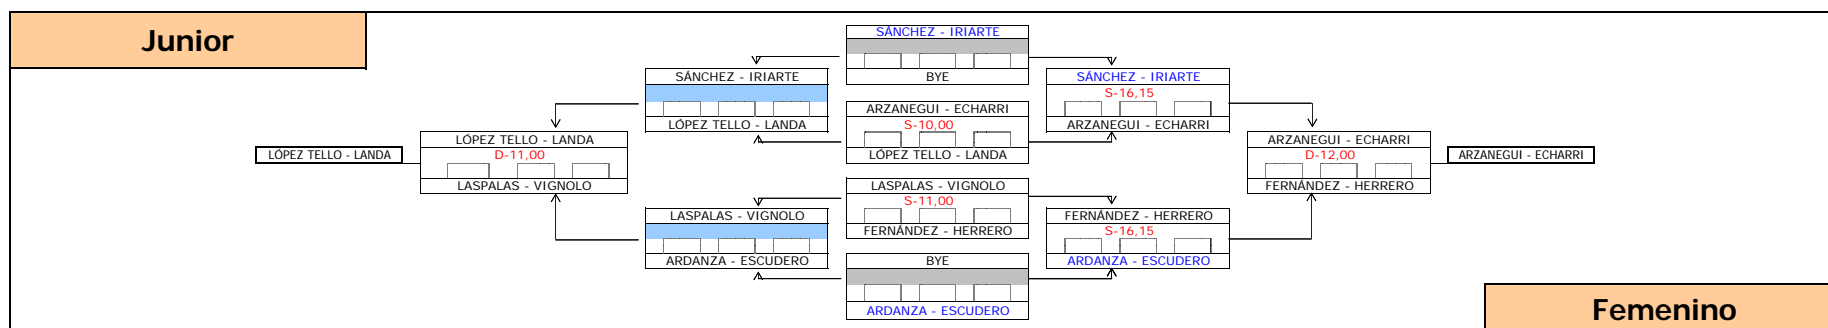 Junior
SÁNCHEZ - IRIARTE
BYE
SÁNCHEZ - IRIARTE
LÓPEZ TELLO - LANDA
ARZANEGUI - ECHARRI
S-10,00
LÓPEZ TELLO - LANDA
SÁNCHEZ - IRIARTE
S-16,15
ARZANEGUI - ECHARRI
LÓPEZ TELLO - LANDA
LÓPEZ TELLO - LANDA
D-11,00
LASPALAS - VIGNOLO
ARZANEGUI - ECHARRI
D-12,00
FERNÁNDEZ - HERRERO
ARZANEGUI - ECHARRI
LASPALAS - VIGNOLO
S-11,00
FERNÁNDEZ - HERRERO
LASPALAS - VIGNOLO
ARDANZA - ESCUDERO
FERNÁNDEZ - HERRERO
S-16,15
ARDANZA - ESCUDERO
BYE
ARDANZA - ESCUDERO
Femenino